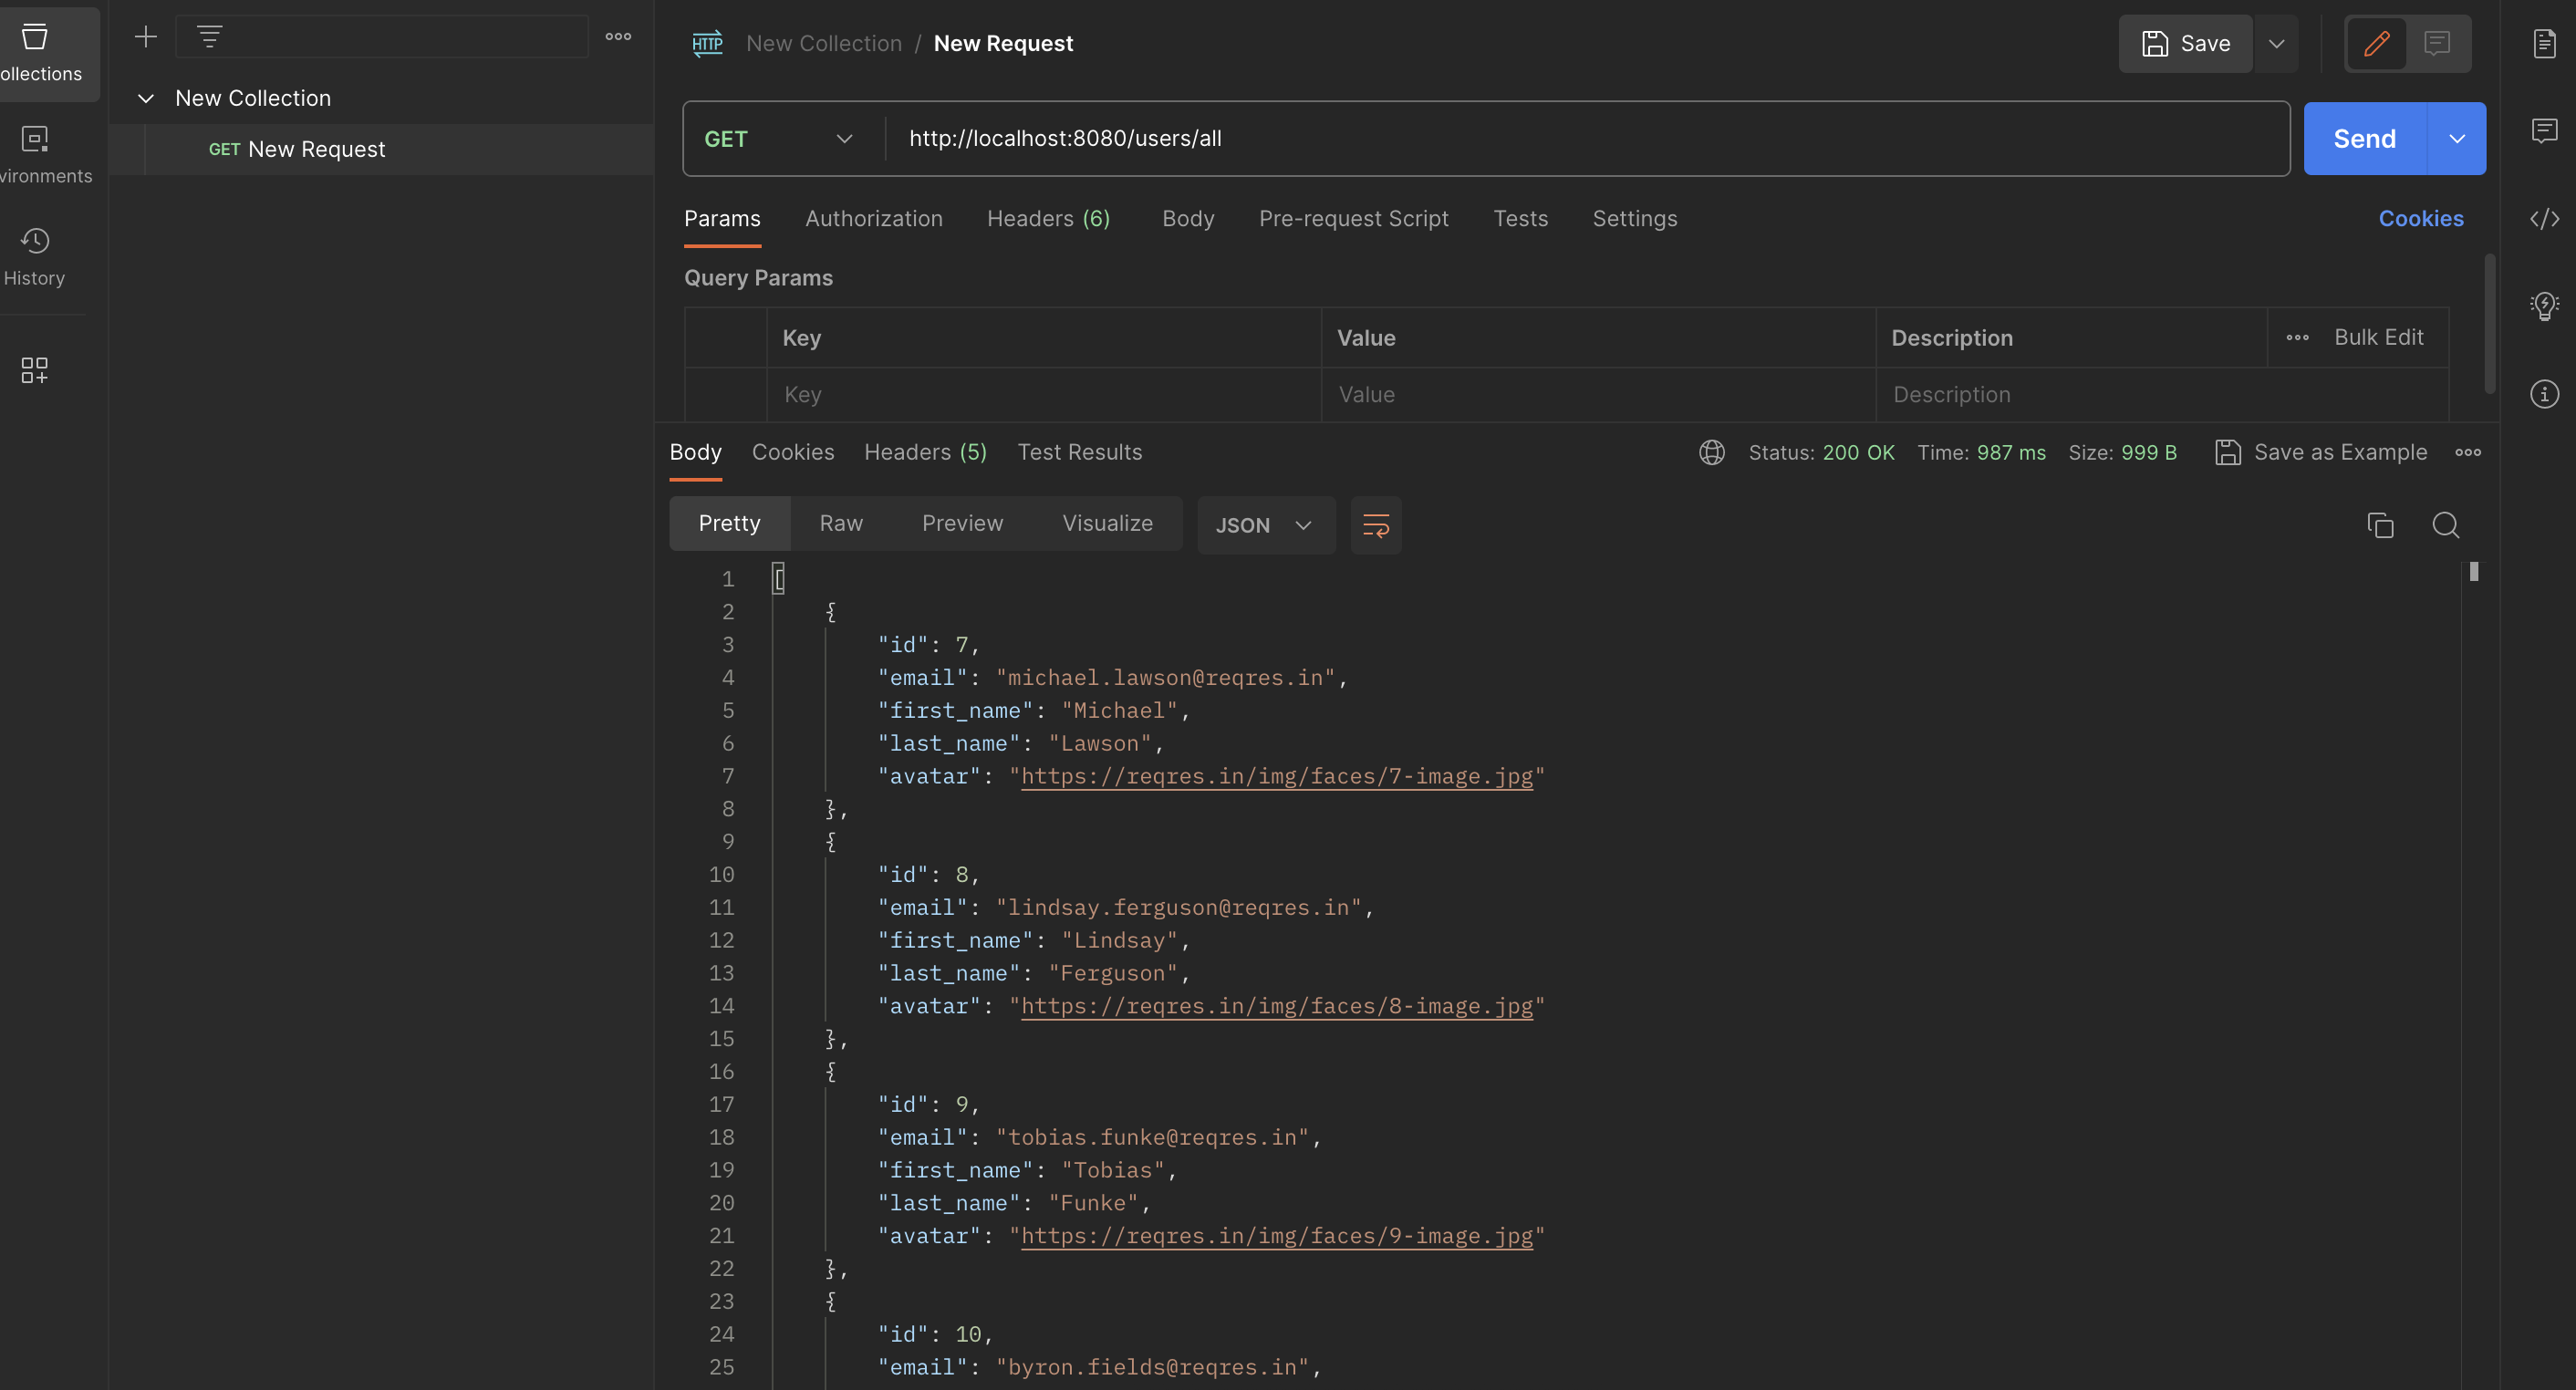 ollections
vironments
History
New Collection
GET New Request
HTTP New Collection / New Request
Save
GET http://localhost:8080/users/all
Send
Params Authorization Headers (6) Body Pre-request Script Tests Settings Cookies
Query Params
Key Value Description Bulk Edit
Key Value Description
Body Cookies Headers (5) Test Results Status: 200 OK Time: 987 ms Size: 999 B Save as Example
Pretty Raw Preview Visualize JSON
1 [
2 {
3 "id": 7,
4 "email": "michael.lawson@reqres.in",
5 "first_name": "Michael",
6 "last_name": "Lawson",
7 "avatar": "https://reqres.in/img/faces/7-image.jpg"
8 },
9 {
10 "id": 8,
11 "email": "lindsay.ferguson@reqres.in",
12 "first_name": "Lindsay",
13 "last_name": "Ferguson",
14 "avatar": "https://reqres.in/img/faces/8-image.jpg"
15 },
16 {
17 "id": 9,
18 "email": "tobias.funke@reqres.in",
19 "first_name": "Tobias",
20 "last_name": "Funke",
21 "avatar": "https://reqres.in/img/faces/9-image.jpg"
22 },
23 {
24 "id": 10,
25 "email": "byron.fields@reqres.in",